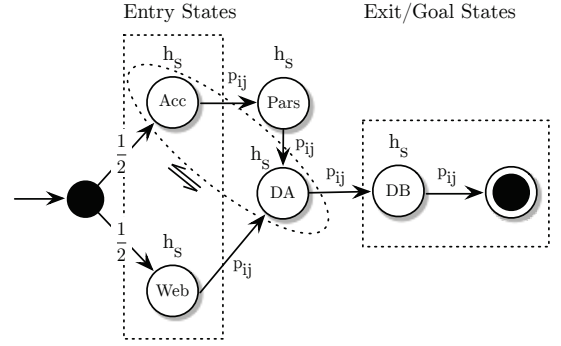 Entry States
Exit/Goal States
h_S
h_S
Acc
p_ij
Pars
1/2
p_ij
h_S
h_S
DA
p_ij
DB
p_ij
1/2
h_S
p_ij
Web